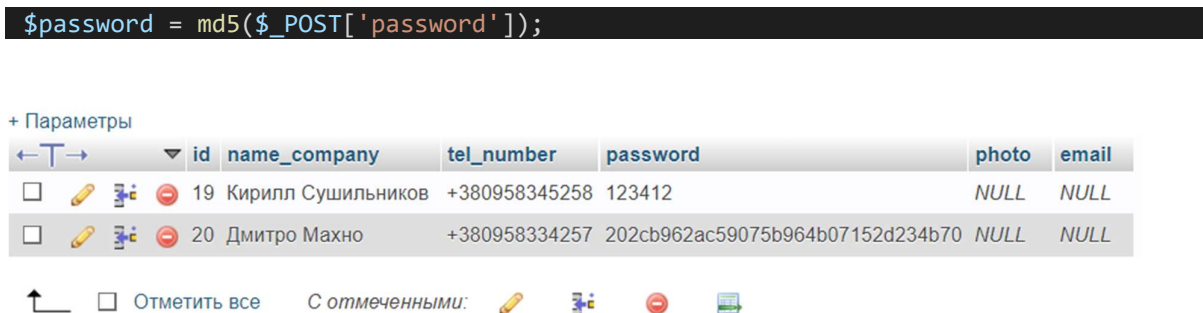 $password = md5($_POST['password']);
+ Параметры
←T→ id name_company tel_number password photo email
19 Кирилл Сушильников +380958345258 123412 NULL NULL
20 Дмитро Махно +380958334257 202cb962ac59075b964b07152d234b70 NULL NULL
Отметить все С отмеченными: